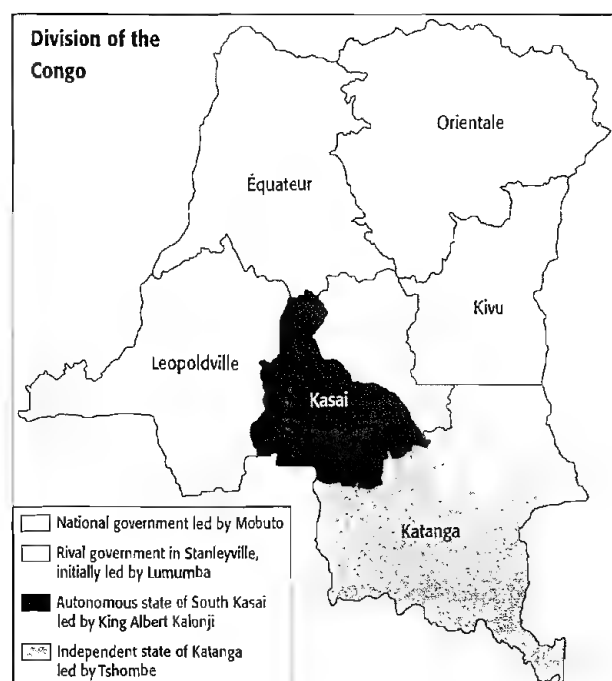 Division of the
Congo
Orientale
Équateur
Kivu
Leopoldville
Kasai
Katanga
National government led by Mobuto
Rival government in Stanleyville,
initially led by Lumumba
Autonomous state of South Kasai
led by King Albert Kalonji
Independent state of Katanga
led by Tshombe